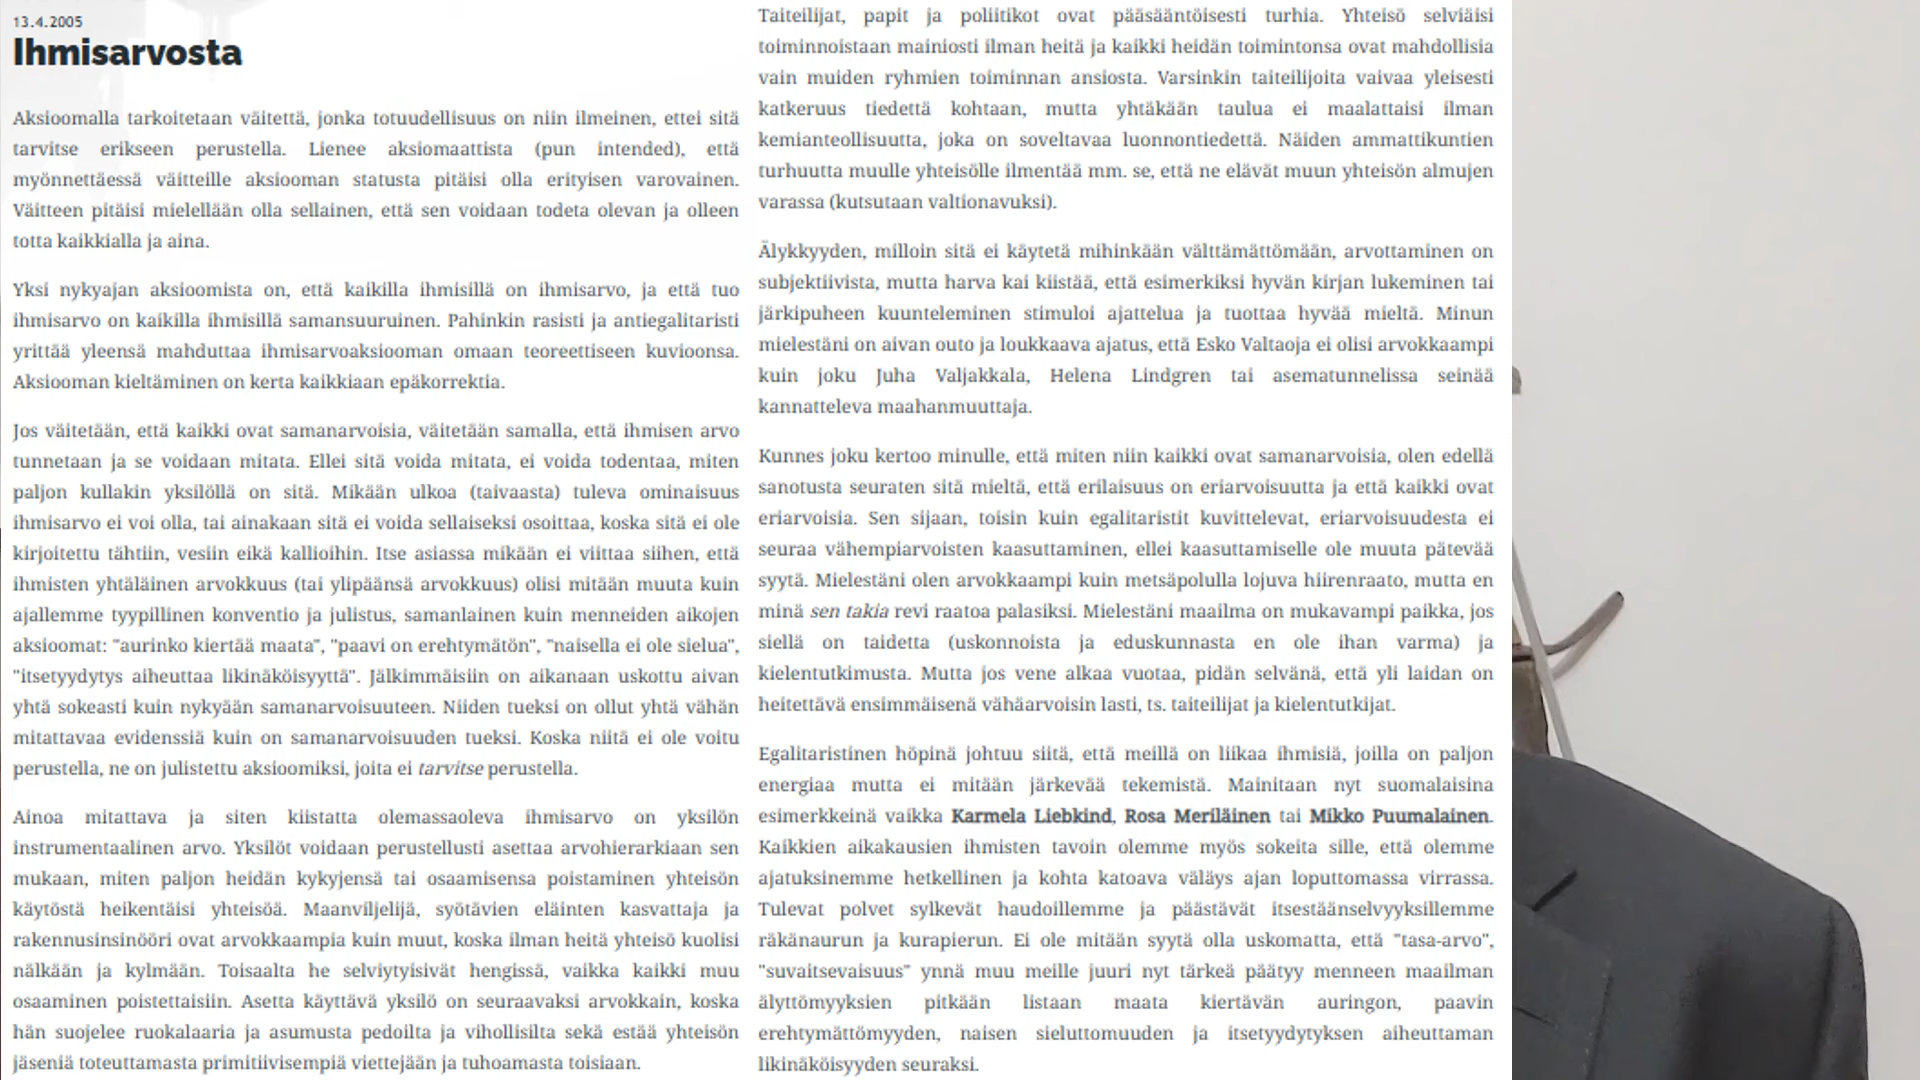 13.4.2005
Ihmisarvosta
Aksioomalla tarkoitetaan väitettä, jonka totuudellisuus on niin ilmeinen, ettei sitä
tarvitse erikseen perustella. Lienee aksiomaattista (pun intended), että
myönnettäessä väitteille aksiooman statusta pitäisi olla erityisen varovainen.
Väitteen pitäisi mielellään olla sellainen, että sen voidaan todeta olevan ja olleen
totta kaikkialla ja aina.
Yksi nykyajan aksioomista on, että kaikilla ihmisillä on ihmisarvo, ja että tuo
ihmisarvo on kaikilla ihmisillä samansuuruinen. Pahinkin rasisti ja antiegalitaristi
yrittää yleensä mahduttaa ihmisarvoaksiooman omaan teoreettiseen kuvioonsa.
Aksiooman kieltäminen on kerta kaikkiaan epäkorrektia.
Jos väitetään, että kaikki ovat samanarvoisia, väitetään samalla, että ihmisen arvo
tunnetaan ja se voidaan mitata. Ellei sitä voida mitata, ei voida todentaa, miten
paljon kullakin yksilöllä on sitä. Mikään ulkoa (taivaasta) tuleva ominaisuus
ihmisarvo ei voi olla, tai ainakaan sitä ei voida sellaiseksi osoittaa, koska sitä ei ole
kirjoitettu tähtiin, vesiin eikä kallioihin. Itse asiassa mikään ei viittaa siihen, että
ihmisten yhtäläinen arvokkuus (tai ylipäänsä arvokkuus) olisi mitään muuta kuin
ajallemme tyypillinen konventio ja julistus, samanlainen kuin menneiden aikojen
aksioomat: "aurinko kiertää maata", "paavi on erehtymätön", "naisella ei ole sielua",
"itsetyydytys aiheuttaa likinäköisyyttä". Jälkimmäisiin on aikanaan uskottu aivan
yhtä sokeasti kuin nykyään samanarvoisuuteen. Niiden tueksi on ollut yhtä vähän
mitattavaa evidenssiä kuin on samanarvoisuuden tueksi. Koska niitä ei ole voitu
perustella, ne on julistettu aksioomiksi, joita ei tarvitse perustella.
Ainoa mitattava ja siten kiistatta olemassaoleva ihmisarvo on yksilön
instrumentaalinen arvo. Yksilöt voidaan perustellusti asettaa arvohierarkiaan sen
mukaan, miten paljon heidän kykyjensä tai osaamisensa poistaminen yhteisön
käytöstä heikentäisi yhteisöä. Maanviljelijä, syötävien eläinten kasvattaja ja
rakennusinsinööri ovat arvokkaampia kuin muut, koska ilman heitä yhteisö kuolisi
nälkään ja kylmään. Toisaalta he selviytyisivät hengissä, vaikka kaikki muu
osaaminen poistettaisiin. Asetta käyttävä yksilö on seuraavaksi arvokkain, koska
hän suojelee ruokalaaria ja asumusta pedoilta ja vihollisilta sekä estää yhteisön
jäseniä toteuttamasta primitiivisempiä viettejään ja tuhoamasta toisiaan.
Taiteilijat, papit ja poliitikot ovat pääsääntöisesti turhia. Yhteisö selviäisi
toiminnoistaan mainiosti ilman heitä ja kaikki heidän toimintonsa ovat mahdollisia
vain muiden ryhmien toiminnan ansiosta. Varsinkin taiteilijoita vaivaa yleisesti
katkeruus tiedettä kohtaan, mutta yhtäkään taulua ei maalattaisi ilman
kemianteollisuutta, joka on soveltavaa luonnontiedettä. Näiden ammattikuntien
turhuutta muulle yhteisölle ilmentää mm. se, että ne elävät muun yhteisön almujen
varassa (kutsutaan valtionavuksi).
Älykkyyden, milloin sitä ei käytetä mihinkään välttämättömään, arvottaminen on
subjektiivista, mutta harva kai kiistää, että esimerkiksi hyvän kirjan lukeminen tai
järkipuheen kuunteleminen stimuloi ajattelua ja tuottaa hyvää mieltä. Minun
mielestäni on aivan outo ja loukkaava ajatus, että Esko Valtaoja ei olisi arvokkaampi
kuin joku Juha Valjakkala, Helena Lindgren tai asematunnelissa seinää
kannatteleva maahanmuuttaja.
Kunnes joku kertoo minulle, että miten niin kaikki ovat samanarvoisia, olen edellä
sanotusta seuraten sitä mieltä, että erilaisuus on eriarvoisuutta ja että kaikki ovat
eriarvoisia. Sen sijaan, toisin kuin egalitaristit kuvittelevat, eriarvoisuudesta ei
seuraa vähempiarvoisten kaasuttaminen, ellei kaasuttamiselle ole muuta pätevää
syytä. Mielestäni olen arvokkaampi kuin metsäpolulla lojuva hiirenraato, mutta en
minä sen takia revi raatoa palasiksi. Mielestäni maailma on mukavampi paikka, jos
siellä on taidetta (uskonnoista ja eduskunnasta en ole ihan varma) ja
kielentutkimusta. Mutta jos vene alkaa vuotaa, pidän selvänä, että yli laidan on
heitettävä ensimmäisenä vähäarvoisin lasti, ts. taiteilijat ja kielentutkijat.
Egalitaristinen höpinä johtuu siitä, että meillä on liikaa ihmisiä, joilla on paljon
energiaa mutta ei mitään järkevää tekemistä. Mainitaan nyt suomalaisina
esimerkkeinä vaikka Karmela Liebkind, Rosa Meriläinen tai Mikko Puumalainen.
Kaikkien aikakausien ihmisten tavoin olemme myös sokeita sille, että olemme
ajatuksinemme hetkellinen ja kohta katoava väläys ajan loputtomassa virrassa.
Tulevat polvet sylkevät haudoillemme ja päästävät itsestäänselvyyksillemme
räkänaurun ja kurapierun. Ei ole mitään syytä olla uskomatta, että "tasa-arvo",
"suvaitsevaisuus" ynnä muu meille juuri nyt tärkeä päätyy menneen maailman
älyttömyyksien pitkään listaan maata kiertävän auringon, paavin
erehtymättömyyden, naisen sieluttomuuden ja itsetyydytyksen aiheuttaman
likinäköisyyden seuraksi.